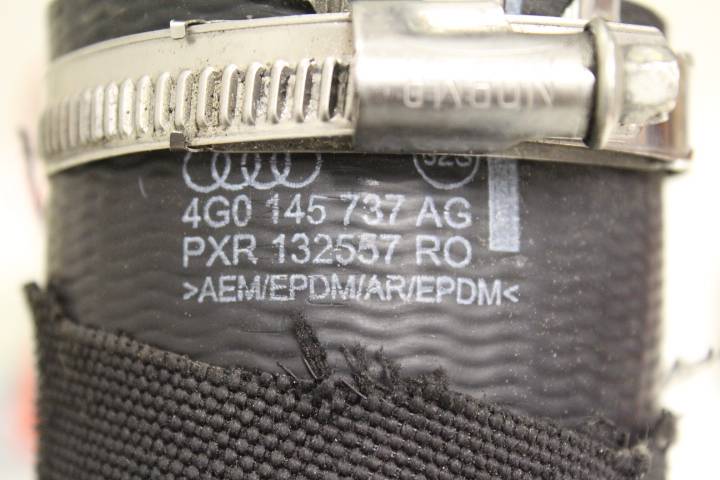 NORMA
4G0 145 737 AG
PXR 132557 RO
>AEM/EPDM/AR/EPDM<